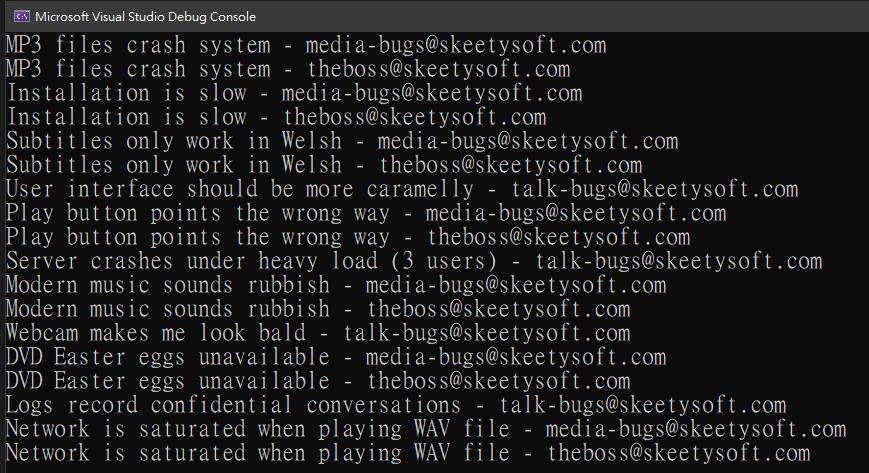 Microsoft Visual Studio Debug Console
MP3 files crash system - media-bugs@skeetysoft.com
MP3 files crash system - theboss@skeetysoft.com
Installation is slow - media-bugs@skeetysoft.com
Installation is slow - theboss@skeetysoft.com
Subtitles only work in Welsh - media-bugs@skeetysoft.com
Subtitles only work in Welsh - theboss@skeetysoft.com
User interface should be more caramelly - talk-bugs@skeetysoft.com
Play button points the wrong way - media-bugs@skeetysoft.com
Play button points the wrong way - theboss@skeetysoft.com
Server crashes under heavy load (3 users) - talk-bugs@skeetysoft.com
Modern music sounds rubbish - media-bugs@skeetysoft.com
Modern music sounds rubbish - theboss@skeetysoft.com
Webcam makes me look bald - talk-bugs@skeetysoft.com
DVD Easter eggs unavailable - media-bugs@skeetysoft.com
DVD Easter eggs unavailable - theboss@skeetysoft.com
Logs record confidential conversations - talk-bugs@skeetysoft.com
Network is saturated when playing WAV file - media-bugs@skeetysoft.com
Network is saturated when playing WAV file - theboss@skeetysoft.com